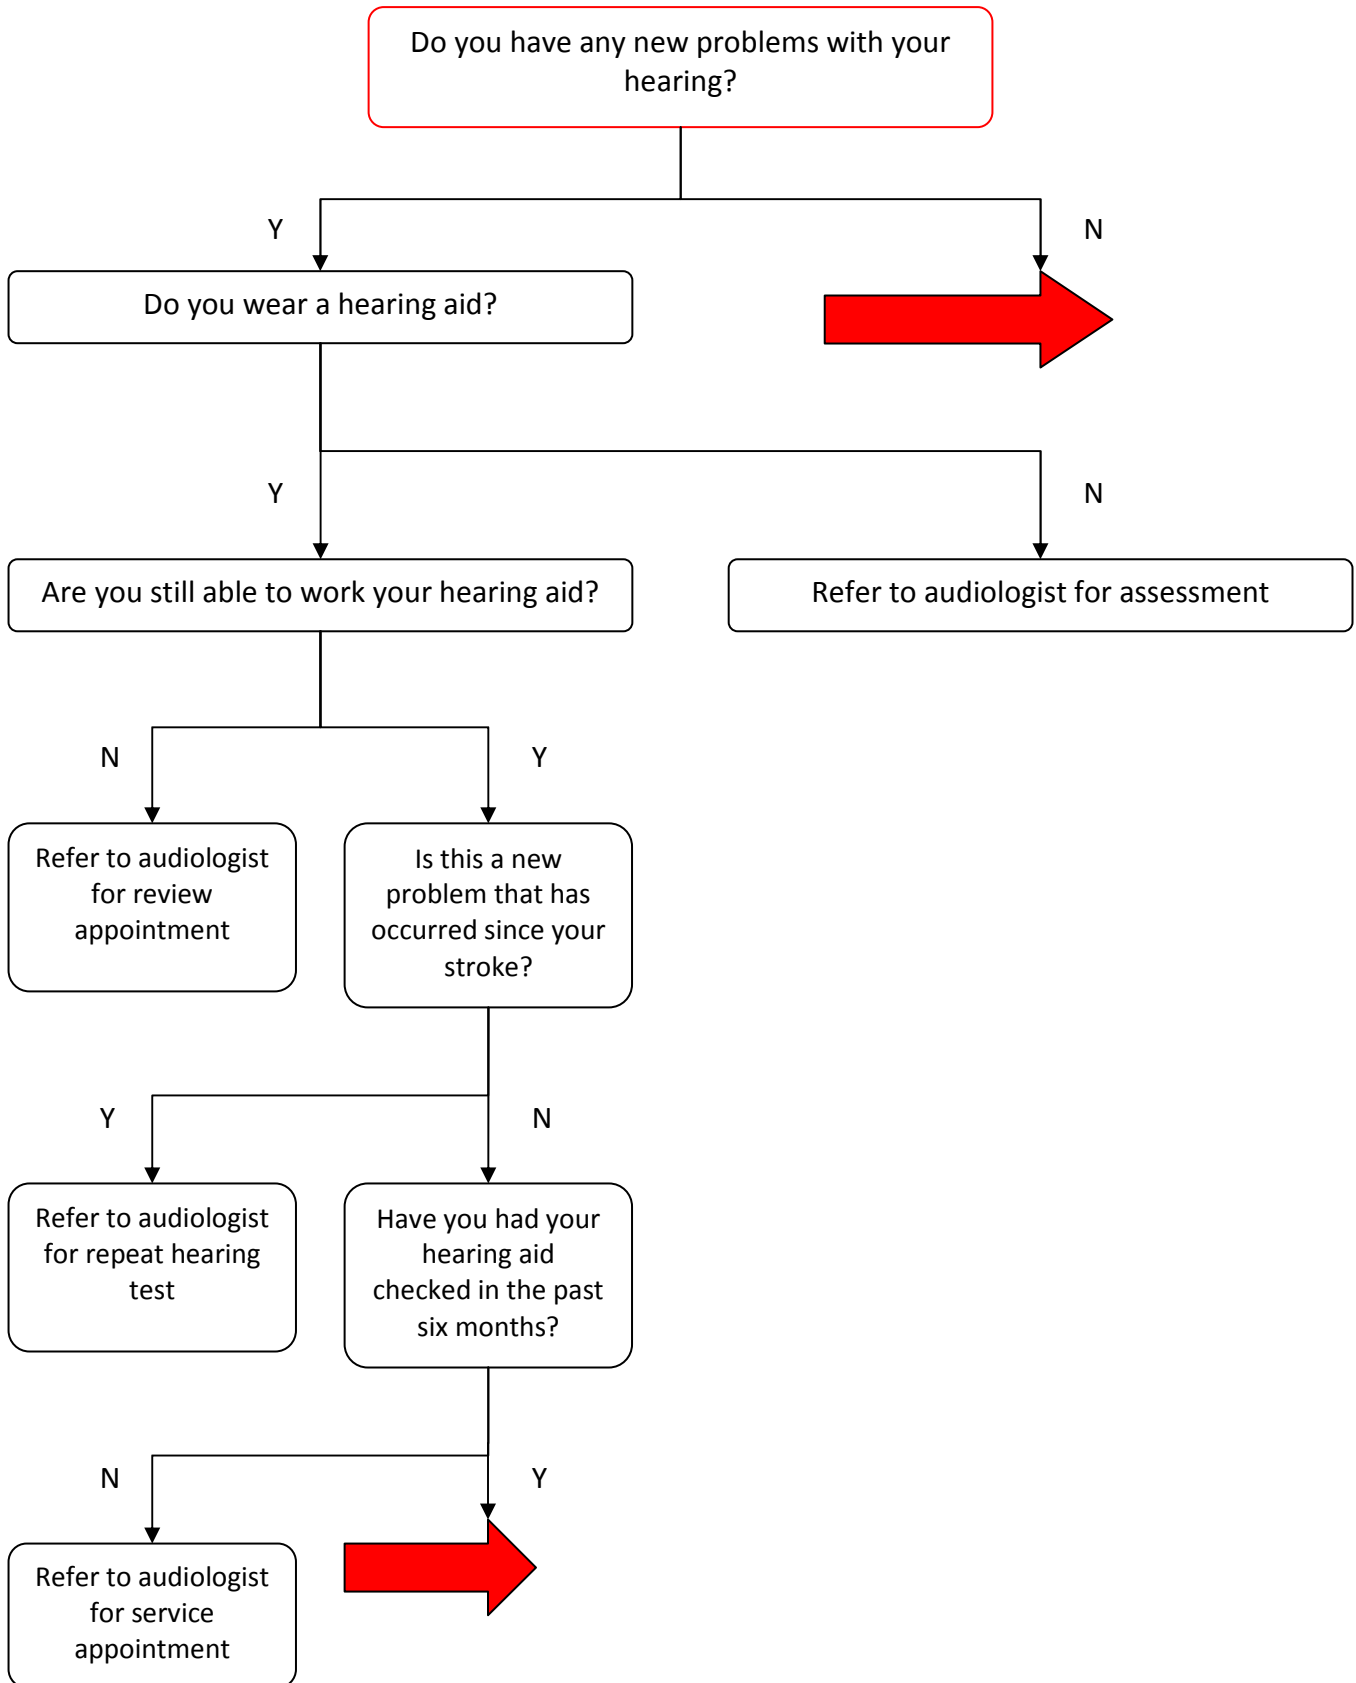 Do you have any new problems with your
hearing?
Y
N
Do you wear a hearing aid?
Y
N
Are you still able to work your hearing aid?
Refer to audiologist for assessment
N
Y
Refer to audiologist
for review
appointment
Is this a new
problem that has
occurred since your
stroke?
Y
N
Refer to audiologist
for repeat hearing
test
Have you had your
hearing aid
checked in the past
six months?
N
Y
Refer to audiologist
for service
appointment